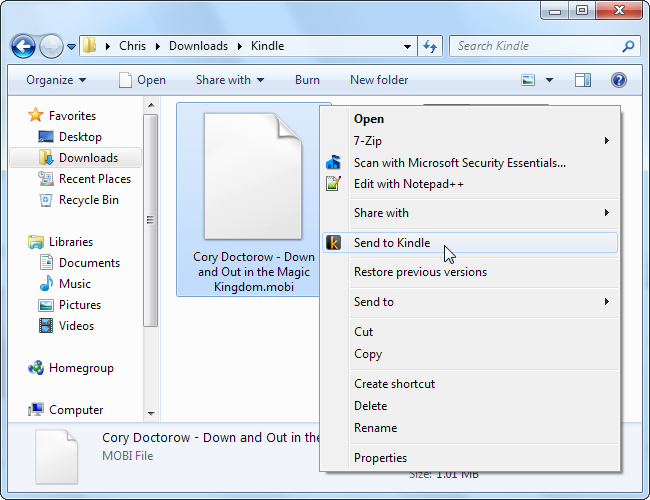 Chris Downloads Kindle
Search Kindle
Organize Open Share with Burn New folder
Favorites
Desktop
Downloads
Recent Places
Recycle Bin
Libraries
Documents
Music
Pictures
Videos
Homegroup
Computer
Cory Doctorow - Down
and Out in the Magic
Kingdom.mobi
Open
7-Zip
Scan with Microsoft Security Essentials...
Edit with Notepad++
Share with
Send to Kindle
Restore previous versions
Send to
Cut
Copy
Create shortcut
Delete
Rename
Properties
Cory Doctorow - Down and Out in the
MOBI File
Size: 1.01 MB